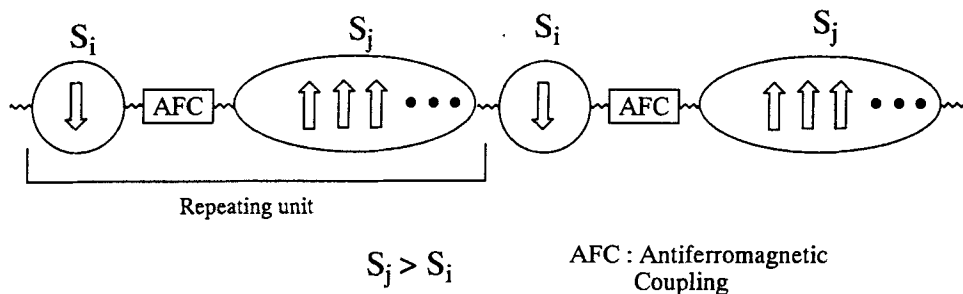 S_i S_j S_i S_j
AFC AFC
Repeating unit
S_j > S_i
AFC : Antiferromagnetic
Coupling